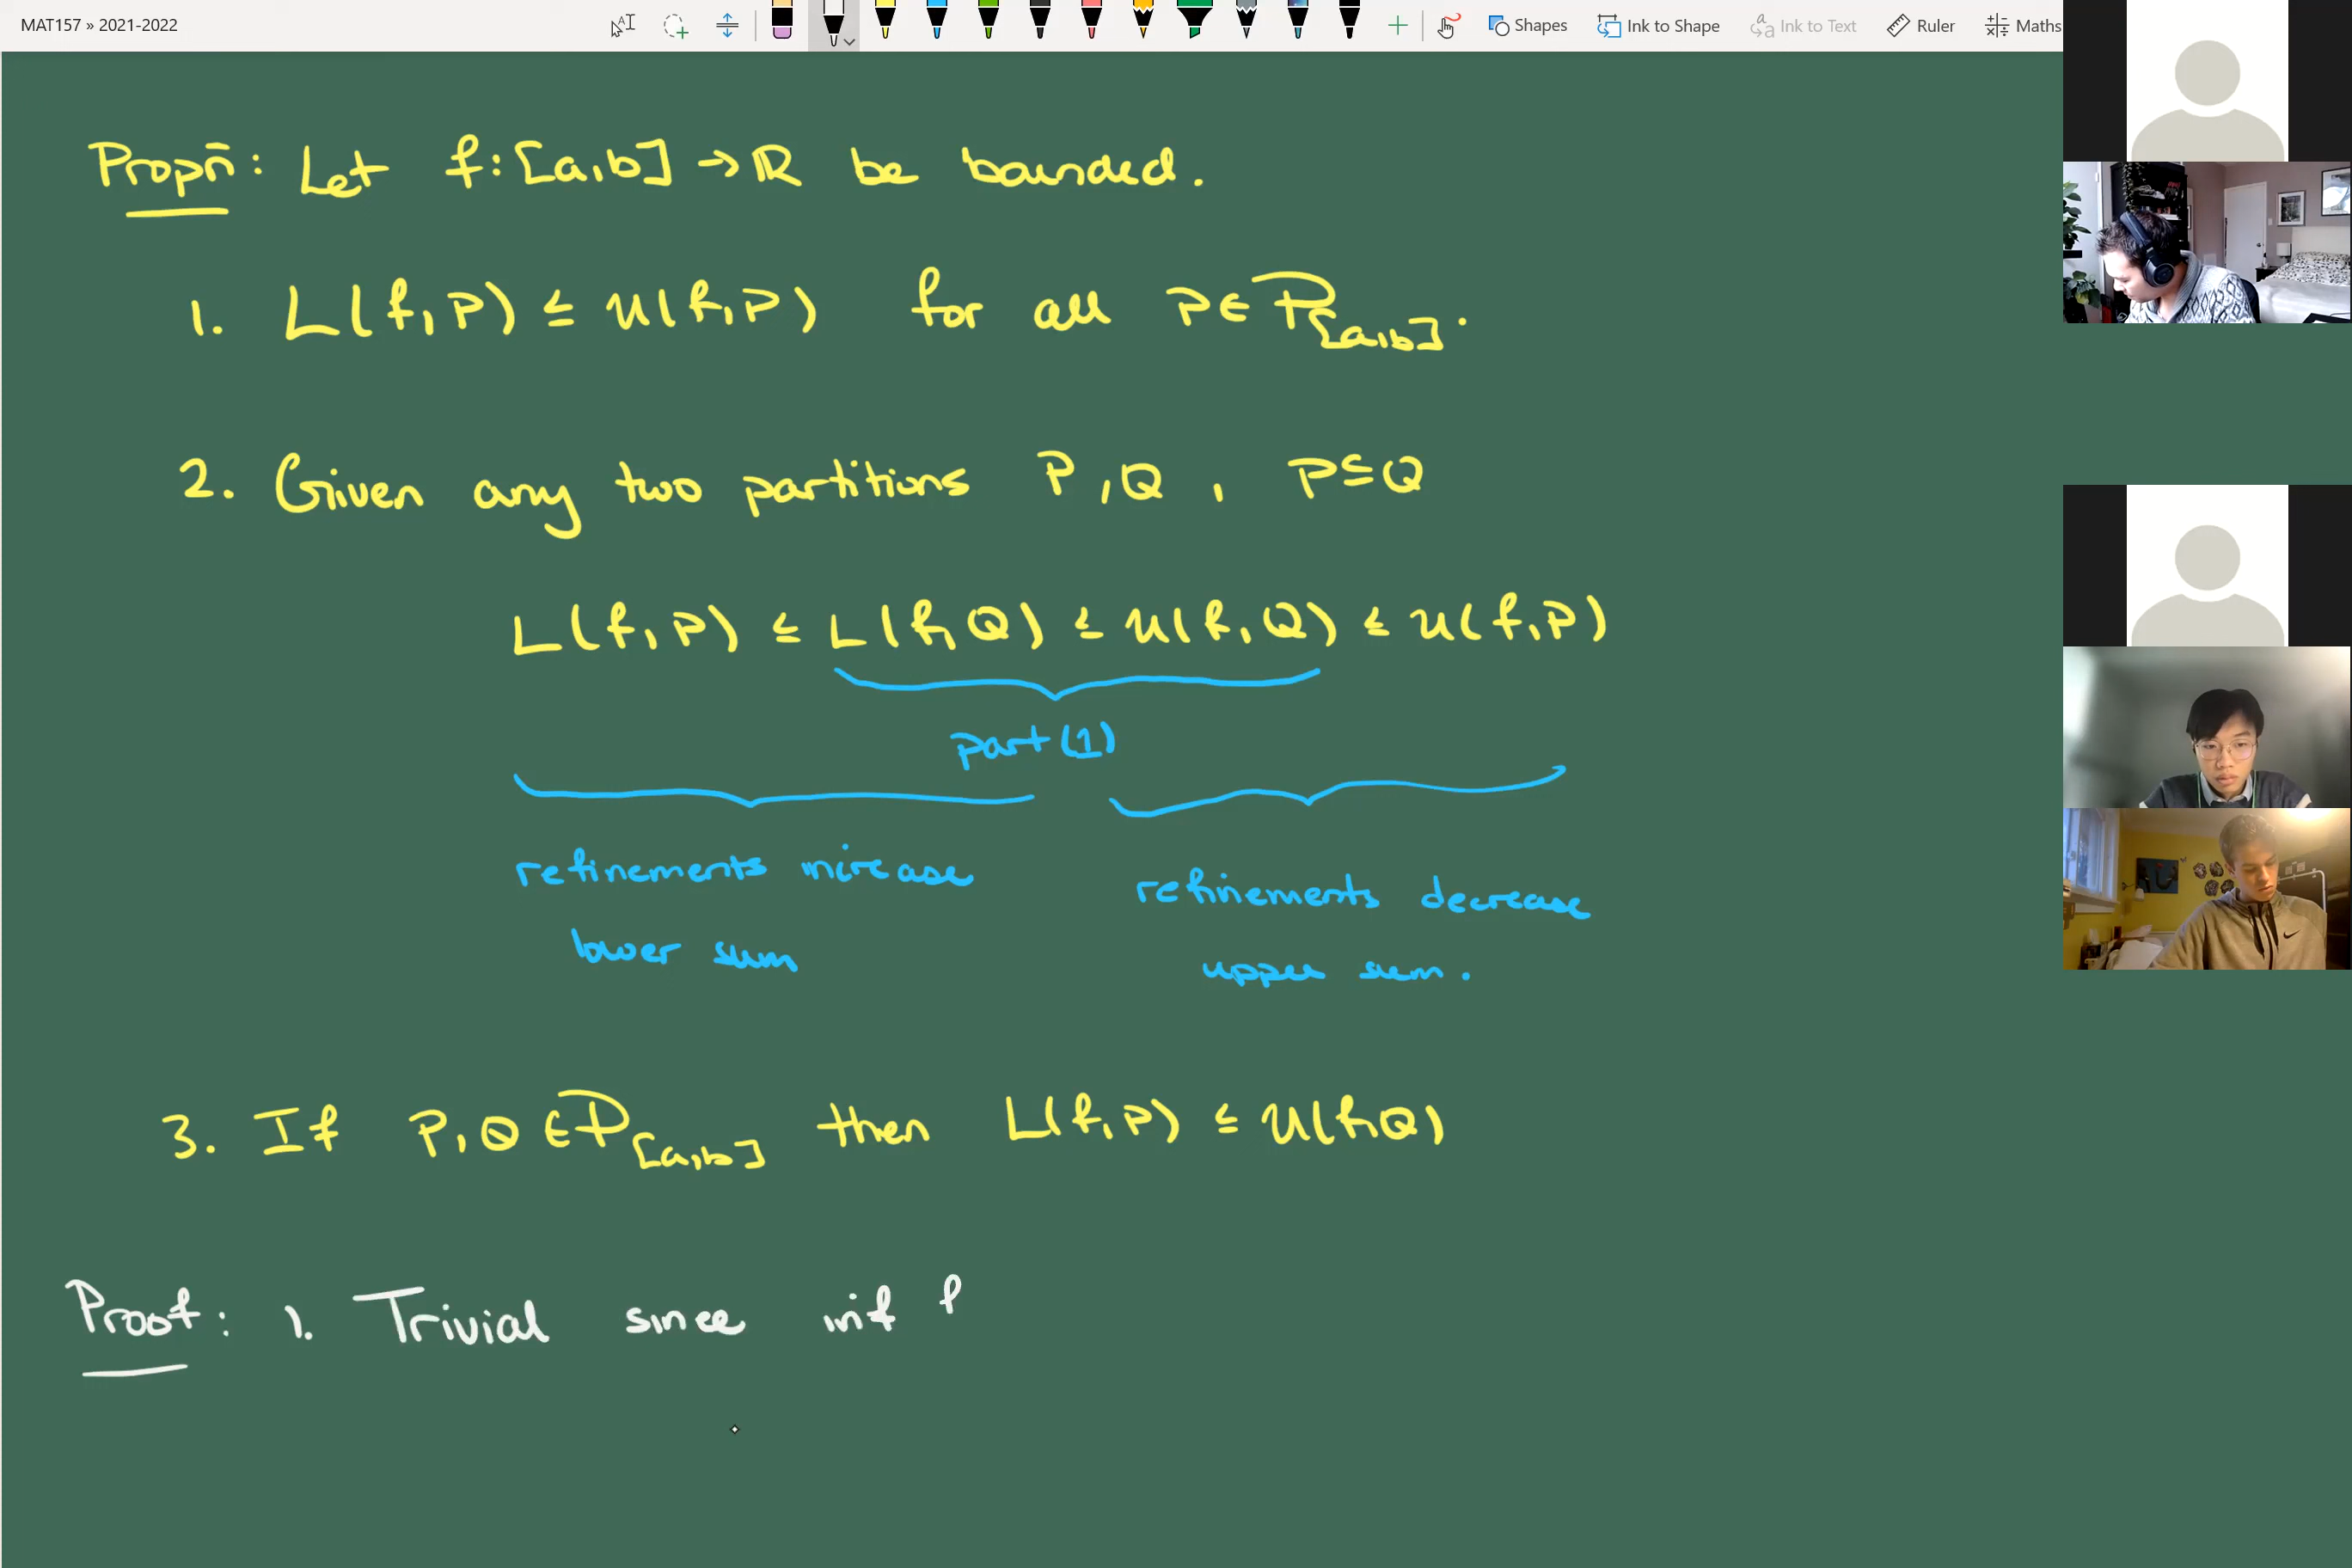 MAT157 » 2021-2022
Shapes Ink to Shape Ink to Text Ruler Maths
Propn̄: Let f:[a,b] → ℝ be bounded.
1. L(f,P) ≤ U(f,P) for all P∈P[a,b].
2. Given any two partitions P,Q, P⊆Q
L(f,P) ≤ L(f,Q) ≤ U(f,Q) ≤ U(f,P)
part(1)
refinements increase
lower sum
refinements decrease
upper sum.
3. If P,Q∈P[a,b] then L(f,P) ≤ U(f,Q)
Proof: 1. Trivial since inf f